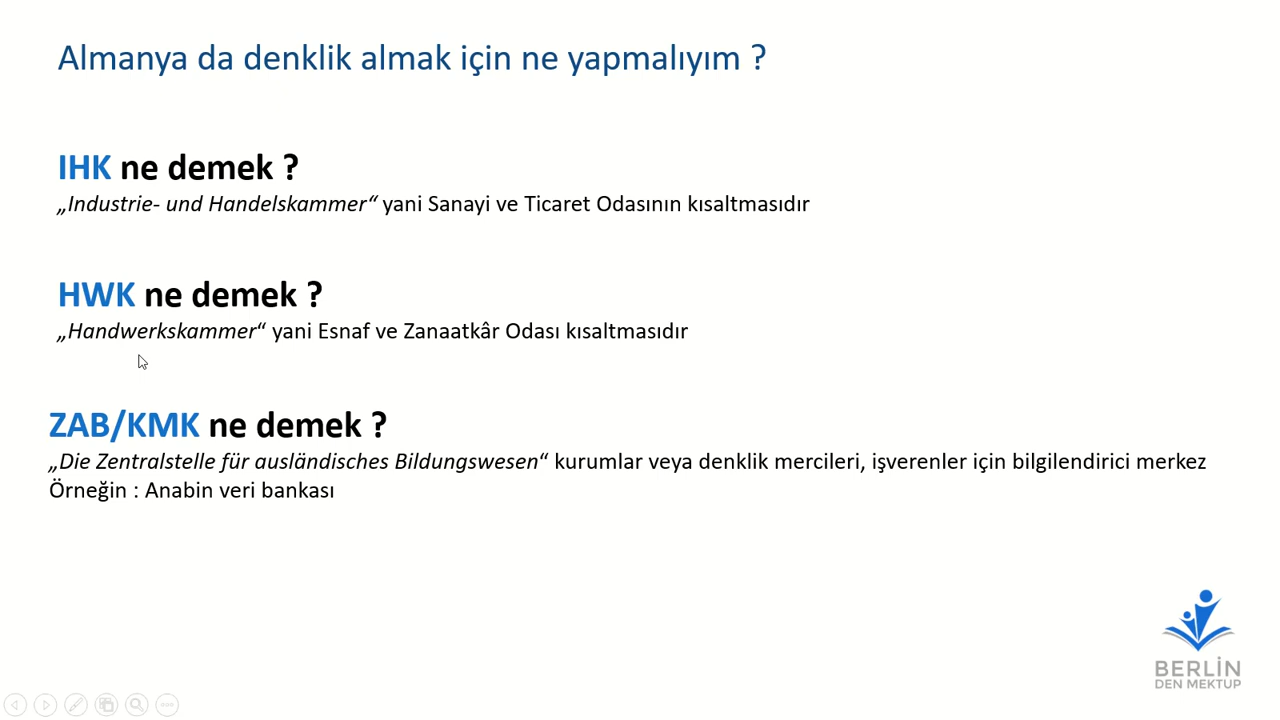 Almanya da denklik almak için ne yapmalıyım ?
IHK ne demek ?
„Industrie- und Handelskammer“ yani Sanayi ve Ticaret Odasının kısaltmasıdır
HWK ne demek ?
„Handwerkskammer“ yani Esnaf ve Zanaatkâr Odası kısaltmasıdır
ZAB/KMK ne demek ?
„Die Zentralstelle für ausländisches Bildungswesen“ kurumlar veya denklik mercileri, işverenler için bilgilendirici merkez
Örneğin : Anabin veri bankası
BERLİN
DEN MEKTUP